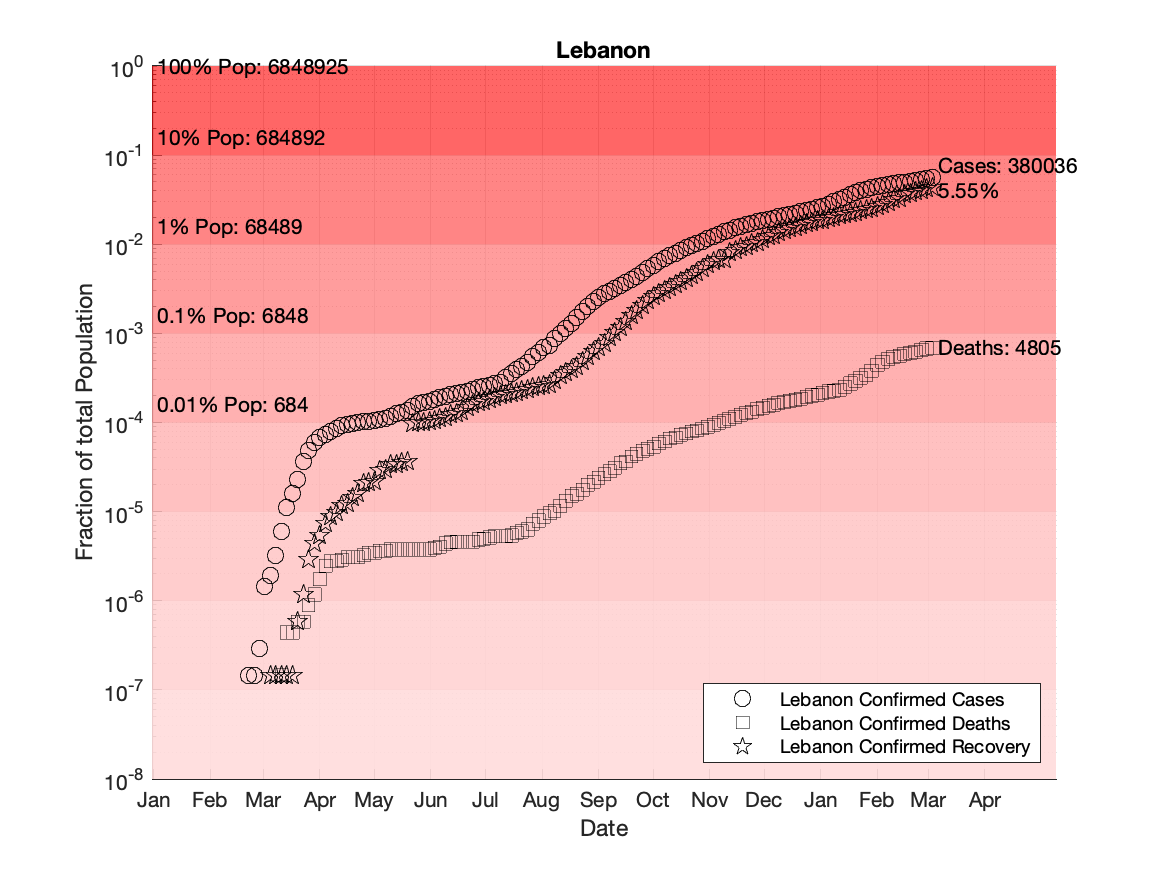 Lebanon
10^0
100% Pop: 6848925
10% Pop: 684892
10^-1
Cases: 380036
5.55%
1% Pop: 68489
10^-2
0.1% Pop: 6848
10^-3
Deaths: 4805
0.01% Pop: 684
10^-4
10^-5
10^-6
10^-7
10^-8
Fraction of total Population
Lebanon Confirmed Cases
Lebanon Confirmed Deaths
Lebanon Confirmed Recovery
Jan Feb Mar Apr May Jun Jul Aug Sep Oct Nov Dec Jan Feb Mar Apr
Date